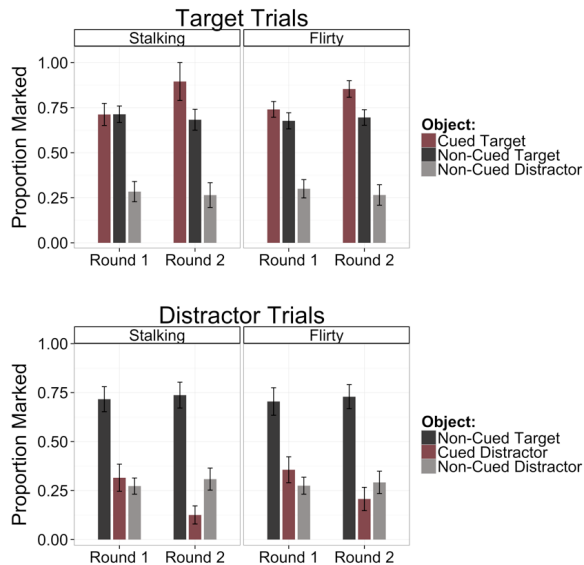 Target Trials
Stalking
Flirty
Proportion Marked
1.00
0.75
0.50
0.25
0.00
Round 1
Round 2
Round 1
Round 2
Object:
Cued Target
Non-Cued Target
Non-Cued Distractor
Distractor Trials
Stalking
Flirty
Proportion Marked
1.00
0.75
0.50
0.25
0.00
Round 1
Round 2
Round 1
Round 2
Object:
Non-Cued Target
Cued Distractor
Non-Cued Distractor